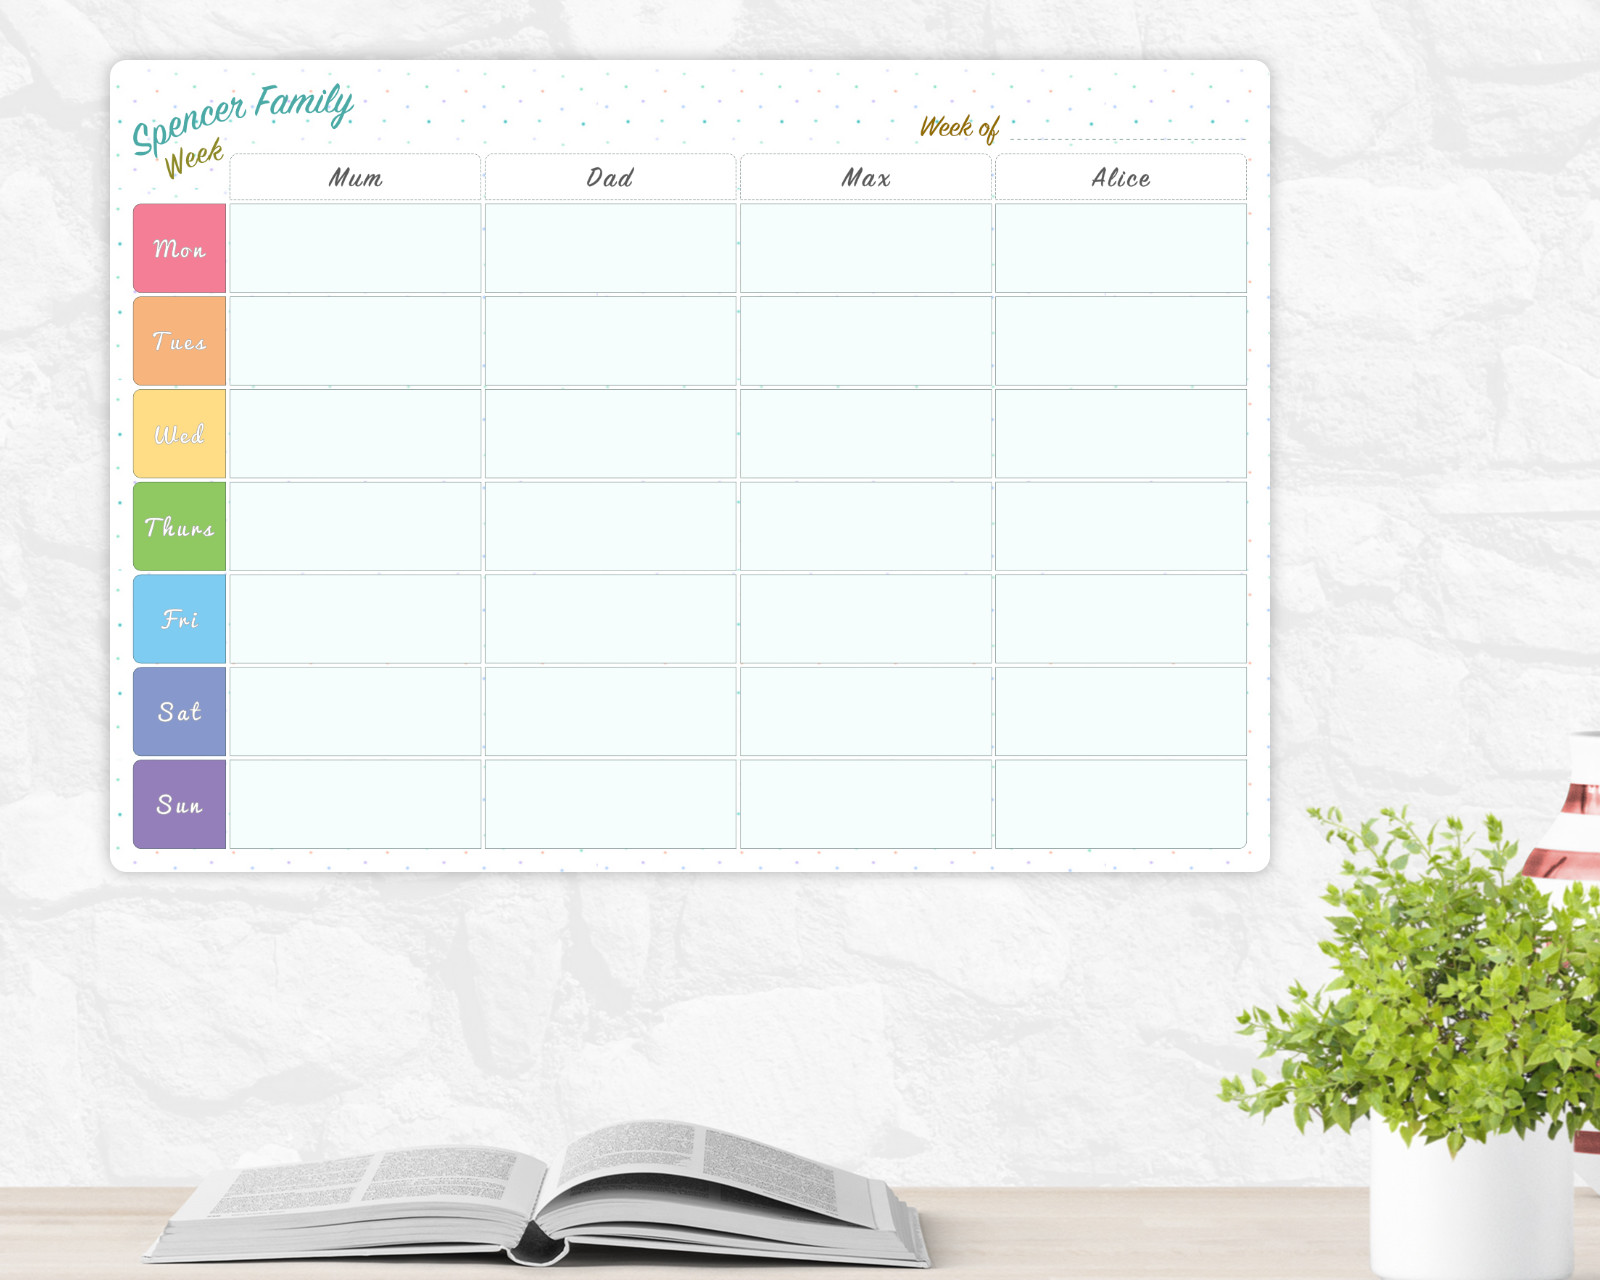 Spencer Family
Week
Week of
Mum Dad Max Alice
Mon
Tues
Wed
Thurs
Fri
Sat
Sun